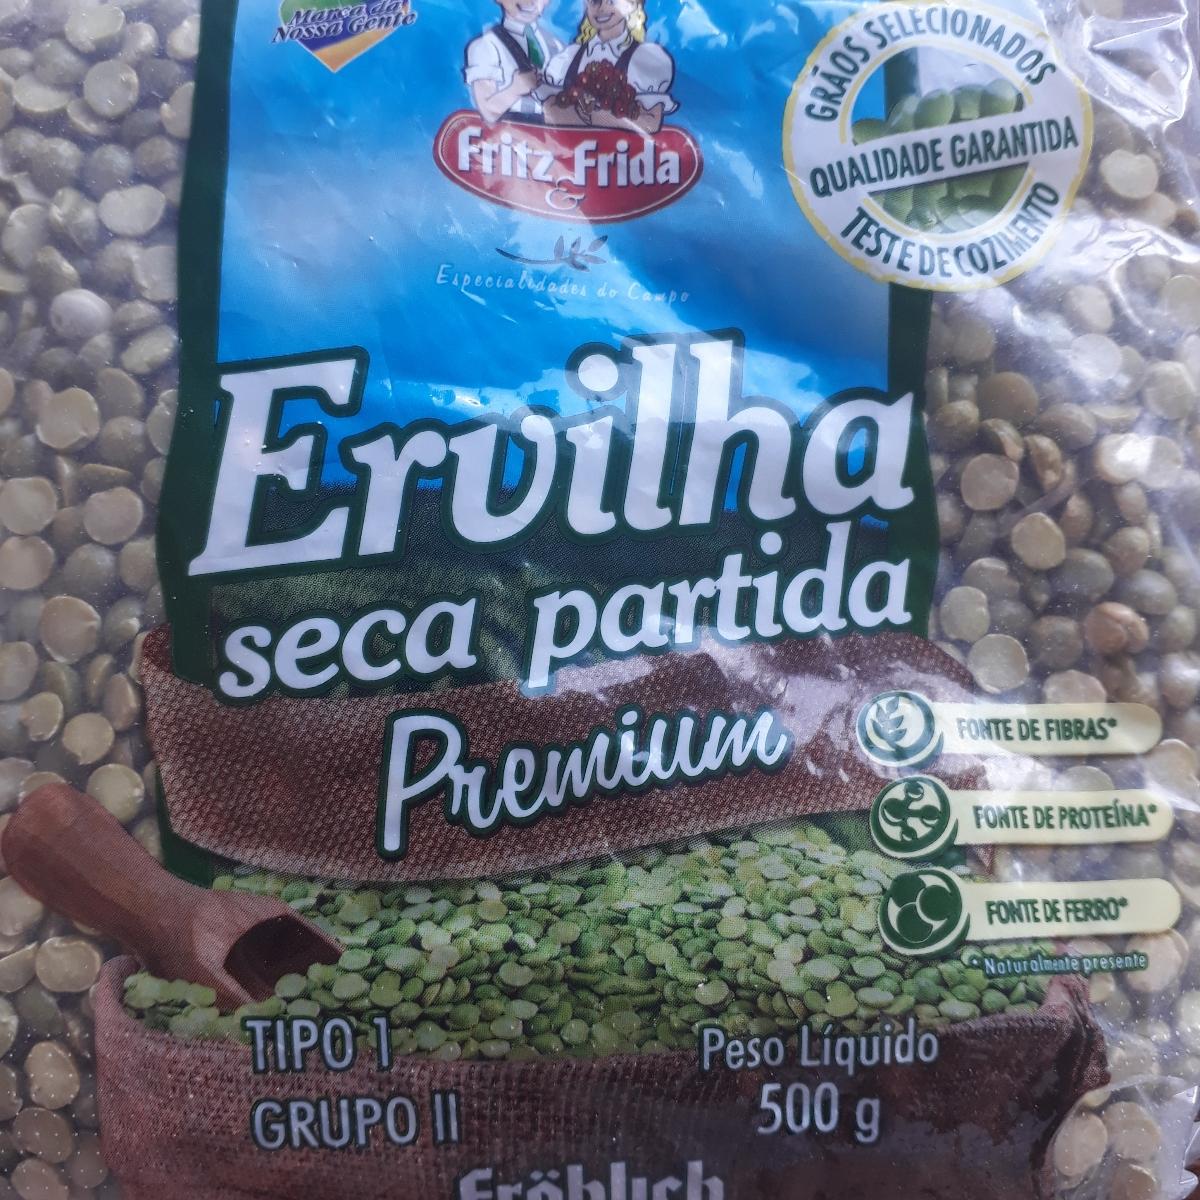 Marca da
Nossa Gente
Fritz & Frida
Especialidades do Campo
GRÃOS SELECIONADOS
QUALIDADE GARANTIDA
TESTE DE COZIMENTO
Ervilha
seca partida
Premium
FONTE DE FIBRAS*
FONTE DE PROTEÍNA*
FONTE DE FERRO*
* Naturalmente presente
TIPO 1
GRUPO II
Peso Líquido
500 g
Fröhlich